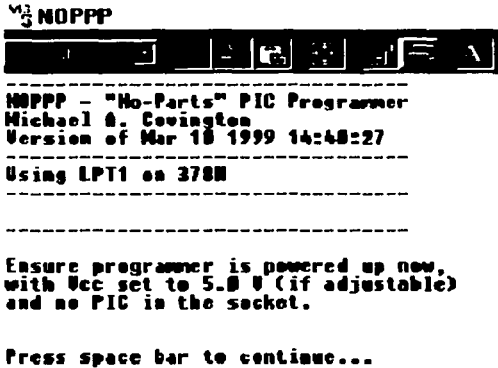 NOPPP
----------------------------------------
NOPPP - "No-Parts" PIC Programmer
Michael A. Covington
Version of Mar 10 1999 14:40:27
----------------------------------------
Using LPT1 on 378H
----------------------------------------
----------------------------------------
Ensure programmer is powered up now,
with Vcc set to 5.0 V (if adjustable)
and no PIC in the socket.
Press space bar to continue...